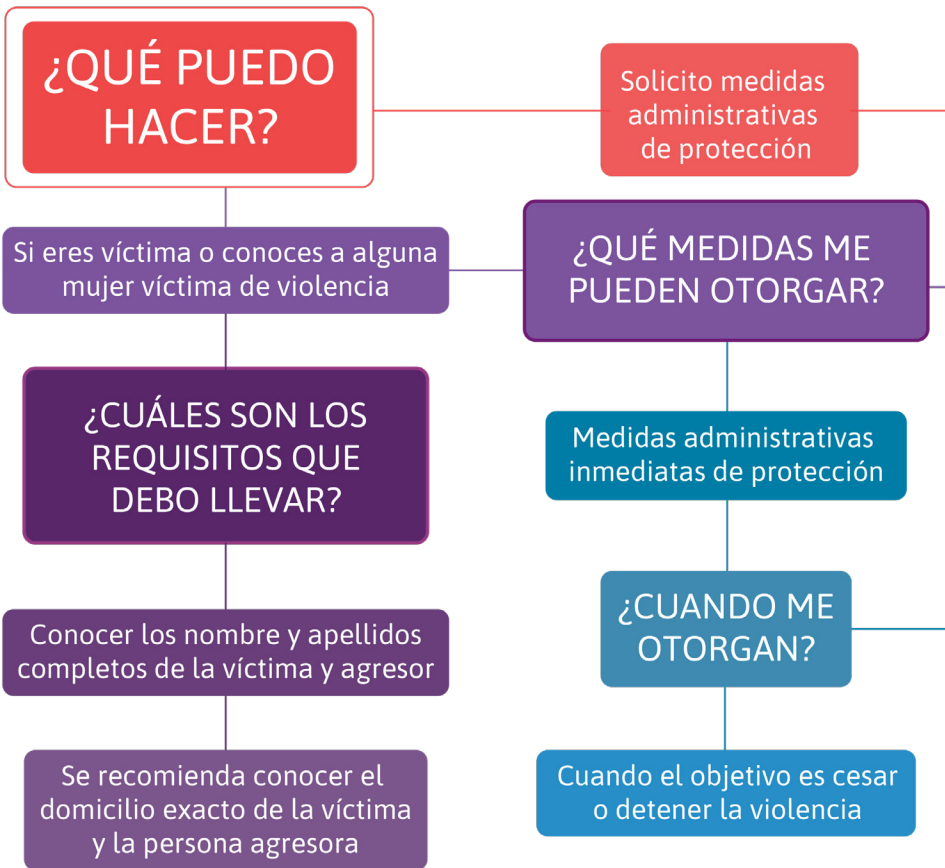 ¿QUÉ PUEDO
HACER?
Solicito medidas
administrativas
de protección
Si eres víctima o conoces a alguna
mujer víctima de violencia
¿QUÉ MEDIDAS ME
PUEDEN OTORGAR?
¿CUÁLES SON LOS
REQUISITOS QUE
DEBO LLEVAR?
Medidas administrativas
inmediatas de protección
¿CUANDO ME
OTORGAN?
Conocer los nombre y apellidos
completos de la víctima y agresor
Se recomienda conocer el
domicilio exacto de la víctima
y la persona agresora
Cuando el objetivo es cesar
o detener la violencia